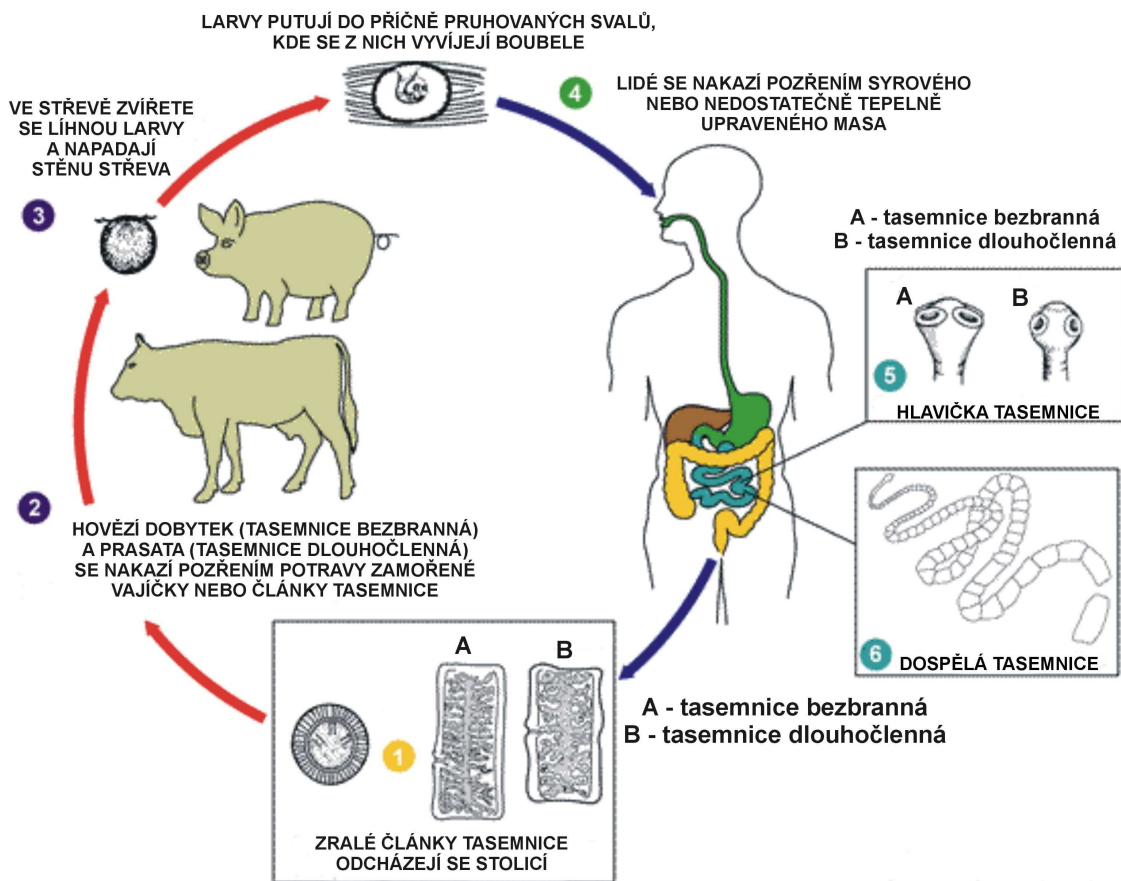 LARVY PUTUJÍ DO PŘÍČNĚ PRUHOVANÝCH SVALŮ,
KDE SE Z NICH VYVÍJEJÍ BOUBELE
4
LIDÉ SE NAKAZÍ POZŘENÍM SYROVÉHO
NEBO NEDOSTATEČNĚ TEPELNĚ
UPRAVENÉHO MASA
VE STŘEVĚ ZVÍŘETE
SE LÍHNOU LARVY
A NAPADAJÍ
STĚNU STŘEVA
3
A - tasemnice bezbranná
B - tasemnice dlouhočlenná
A
B
5
HLAVIČKA TASEMNICE
2
HOVĚZÍ DOBYTEK (TASEMNICE BEZBRANNÁ)
A PRASATA (TASEMNICE DLOUHOČLENNÁ)
SE NAKAZÍ POZŘENÍM POTRAVY ZAMOŘENÉ
VAJÍČKY NEBO ČLÁNKY TASEMNICE
6
DOSPĚLÁ TASEMNICE
A
B
1
A - tasemnice bezbranná
B - tasemnice dlouhočlenná
ZRALÉ ČLÁNKY TASEMNICE
ODCHÁZEJÍ SE STOLICÍ